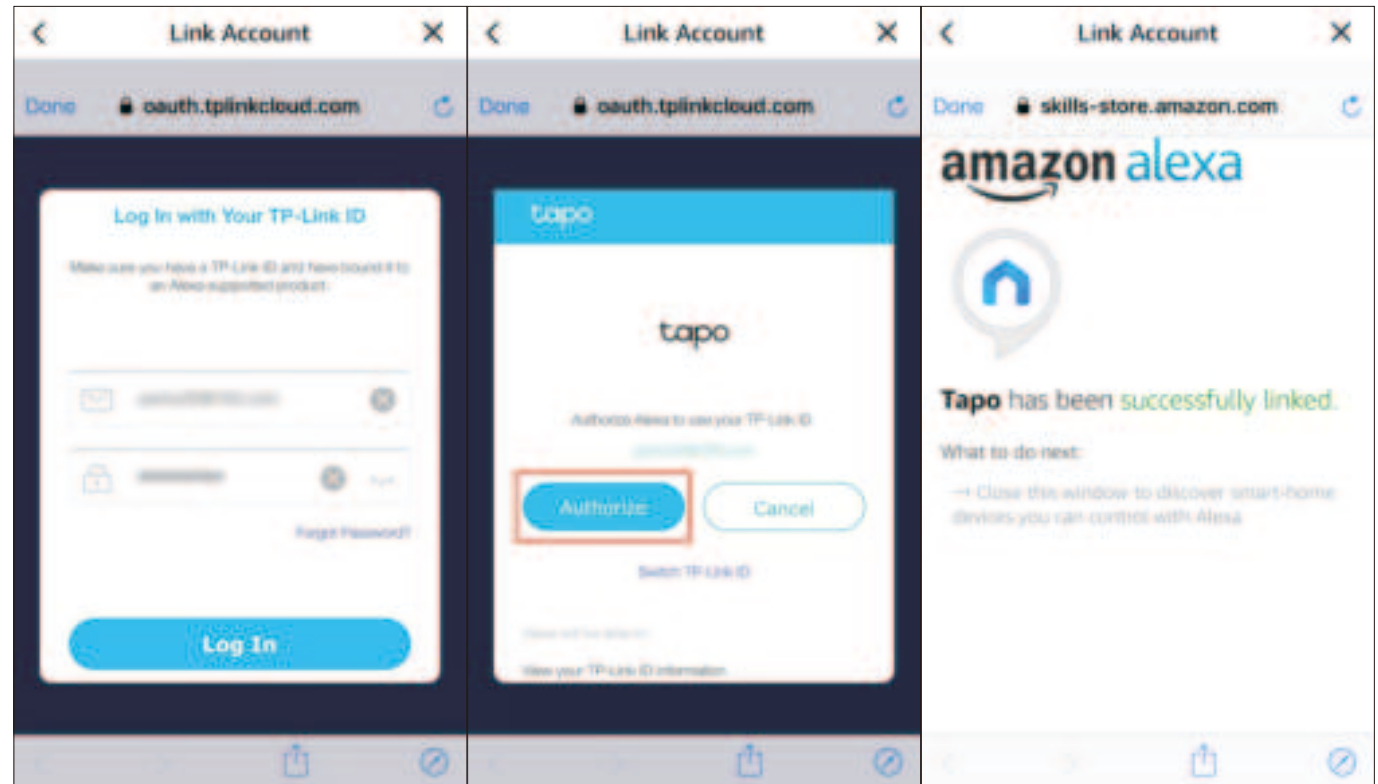 Link Account
Done oauth.tplinkcloud.com
Log In with Your TP-Link ID
Make sure you have a TP-Link ID and have bound it to
an Alexa-supported product
Forgot Password?
Log In
Link Account
Done oauth.tplinkcloud.com
tapo
tapo
Authorize Alexa to use your TP-Link ID
Authorize Cancel
Switch TP-Link ID
View your TP-Link ID information
Link Account
Done skills-store.amazon.com
amazon alexa
Tapo has been successfully linked.
What to do next:
→ Close this window to discover smart-home
devices you can control with Alexa